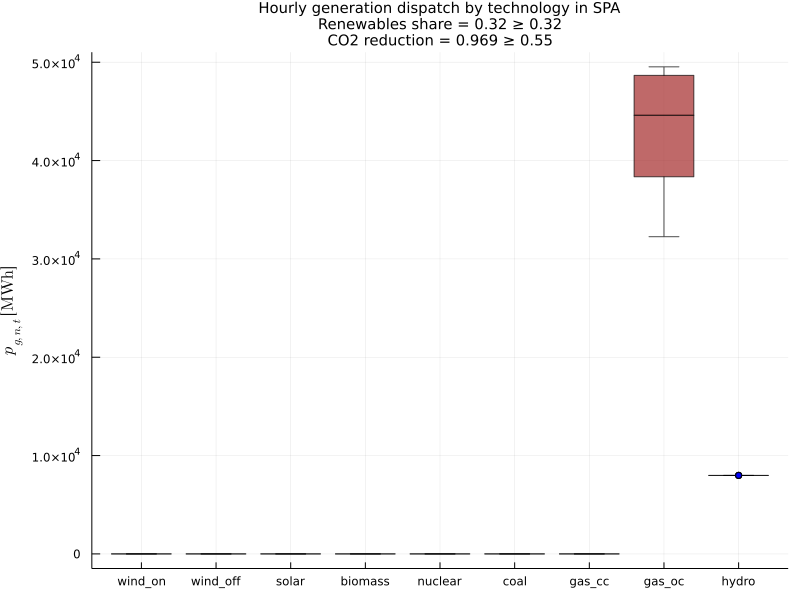 Hourly generation dispatch by technology in SPA
Renewables share = 0.32 ≥ 0.32
CO2 reduction = 0.969 ≥ 0.55
5.0×10⁴
4.0×10⁴
3.0×10⁴
2.0×10⁴
1.0×10⁴
0
p_{g,n,t} [MWh]
wind_on wind_off solar biomass nuclear coal gas_cc gas_oc hydro